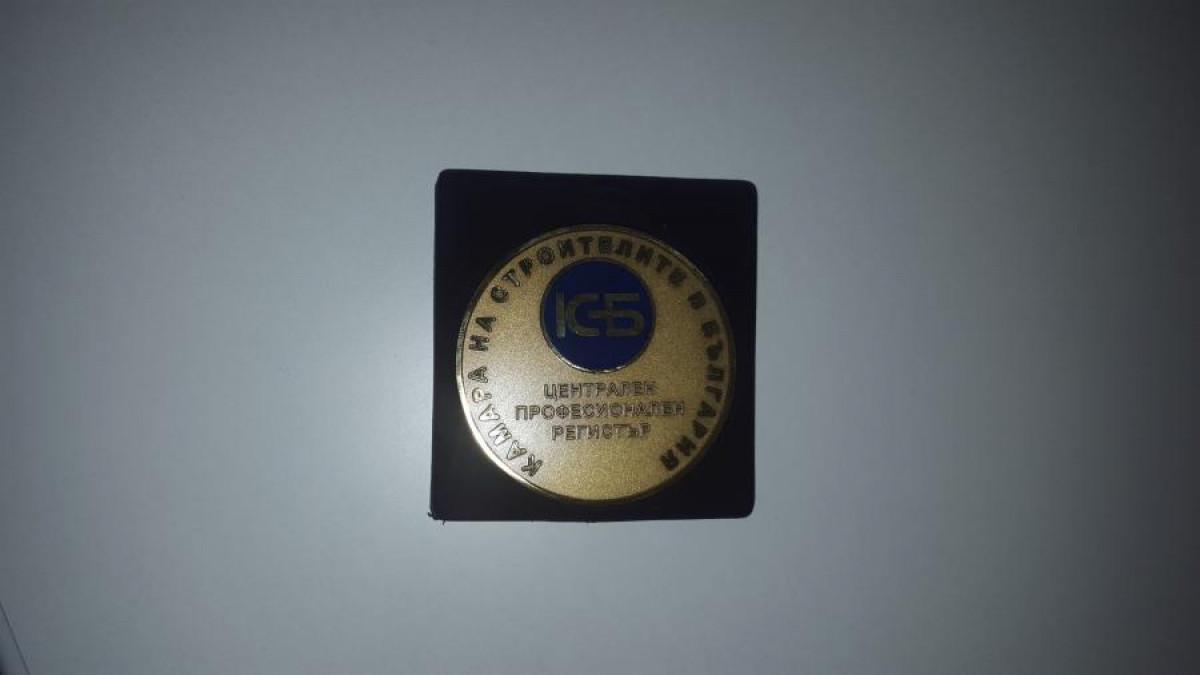 КАМАРА НА СТРОИТЕЛИТЕ В БЪЛГАРИЯ
КСБ
ЦЕНТРАЛЕН
ПРОФЕСИОНАЛЕН
РЕГИСТЪР